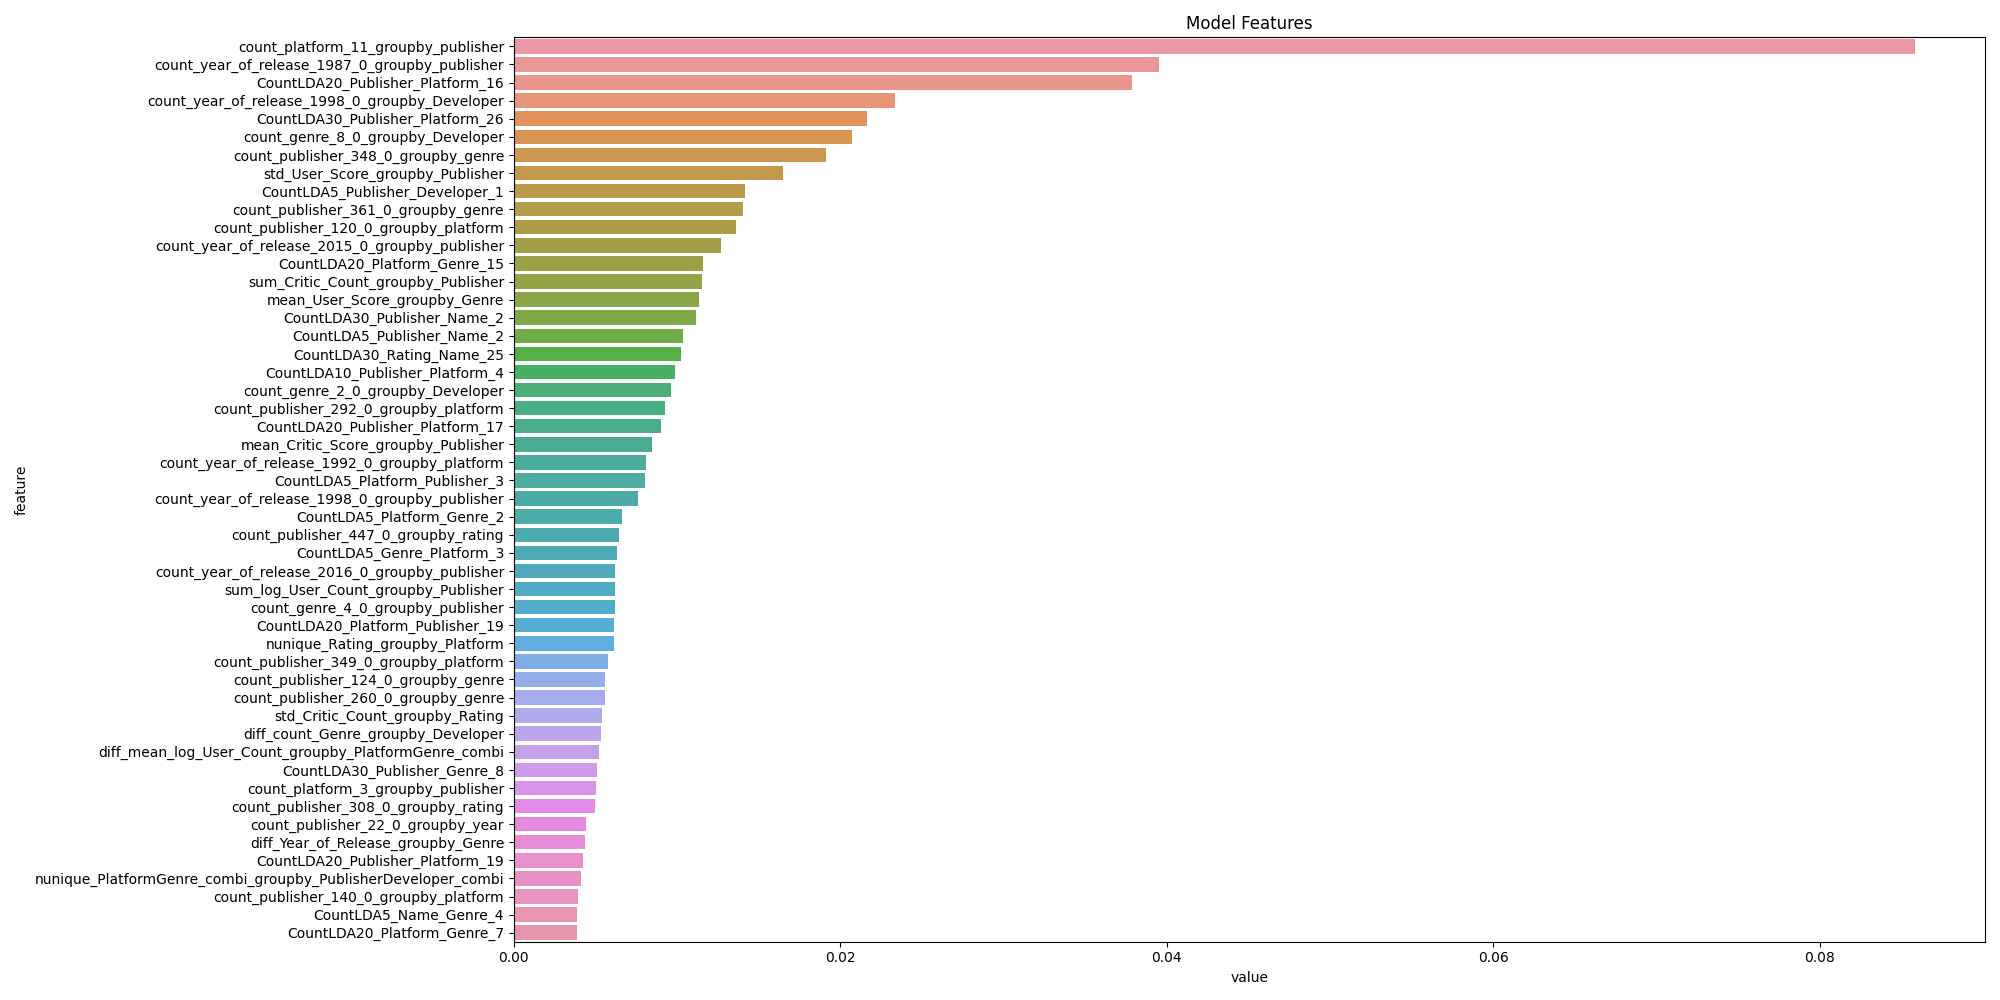 Model Features
count_platform_11_groupby_publisher
count_year_of_release_1987_0_groupby_publisher
CountLDA20_Publisher_Platform_16
count_year_of_release_1998_0_groupby_Developer
CountLDA30_Publisher_Platform_26
count_genre_8_0_groupby_Developer
count_publisher_348_0_groupby_genre
std_User_Score_groupby_Publisher
CountLDA5_Publisher_Developer_1
count_publisher_361_0_groupby_genre
count_publisher_120_0_groupby_platform
count_year_of_release_2015_0_groupby_publisher
CountLDA20_Platform_Genre_15
sum_Critic_Count_groupby_Publisher
mean_User_Score_groupby_Genre
CountLDA30_Publisher_Name_2
CountLDA5_Publisher_Name_2
CountLDA30_Rating_Name_25
CountLDA10_Publisher_Platform_4
count_genre_2_0_groupby_Developer
count_publisher_292_0_groupby_platform
CountLDA20_Publisher_Platform_17
mean_Critic_Score_groupby_Publisher
count_year_of_release_1992_0_groupby_platform
CountLDA5_Platform_Publisher_3
count_year_of_release_1998_0_groupby_publisher
CountLDA5_Platform_Genre_2
count_publisher_447_0_groupby_rating
CountLDA5_Genre_Platform_3
count_year_of_release_2016_0_groupby_publisher
sum_log_User_Count_groupby_Publisher
count_genre_4_0_groupby_publisher
CountLDA20_Platform_Publisher_19
nunique_Rating_groupby_Platform
count_publisher_349_0_groupby_platform
count_publisher_124_0_groupby_genre
count_publisher_260_0_groupby_genre
std_Critic_Count_groupby_Rating
diff_count_Genre_groupby_Developer
diff_mean_log_User_Count_groupby_PlatformGenre_combi
CountLDA30_Publisher_Genre_8
count_platform_3_groupby_publisher
count_publisher_308_0_groupby_rating
count_publisher_22_0_groupby_year
diff_Year_of_Release_groupby_Genre
CountLDA20_Publisher_Platform_19
nunique_PlatformGenre_combi_groupby_PublisherDeveloper_combi
count_publisher_140_0_groupby_platform
CountLDA5_Name_Genre_4
CountLDA20_Platform_Genre_7
feature
0.00 0.02 0.04 0.06 0.08
value